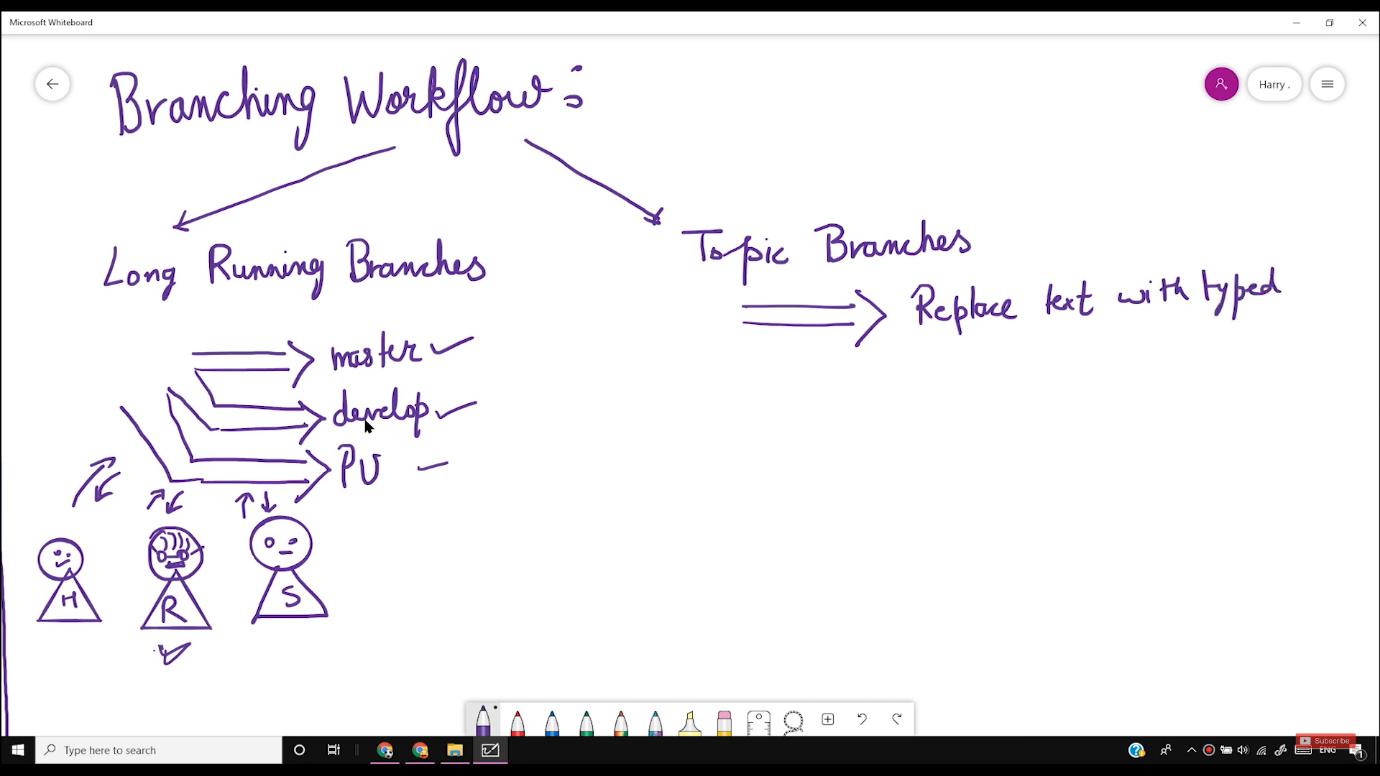 Microsoft Whiteboard
Harry .
Branching Workflow :
Long Running Branches
Topic Branches
Replace text with typed
master
develop
PU
H
R
S
Type here to search
Subscribe
ENG
1